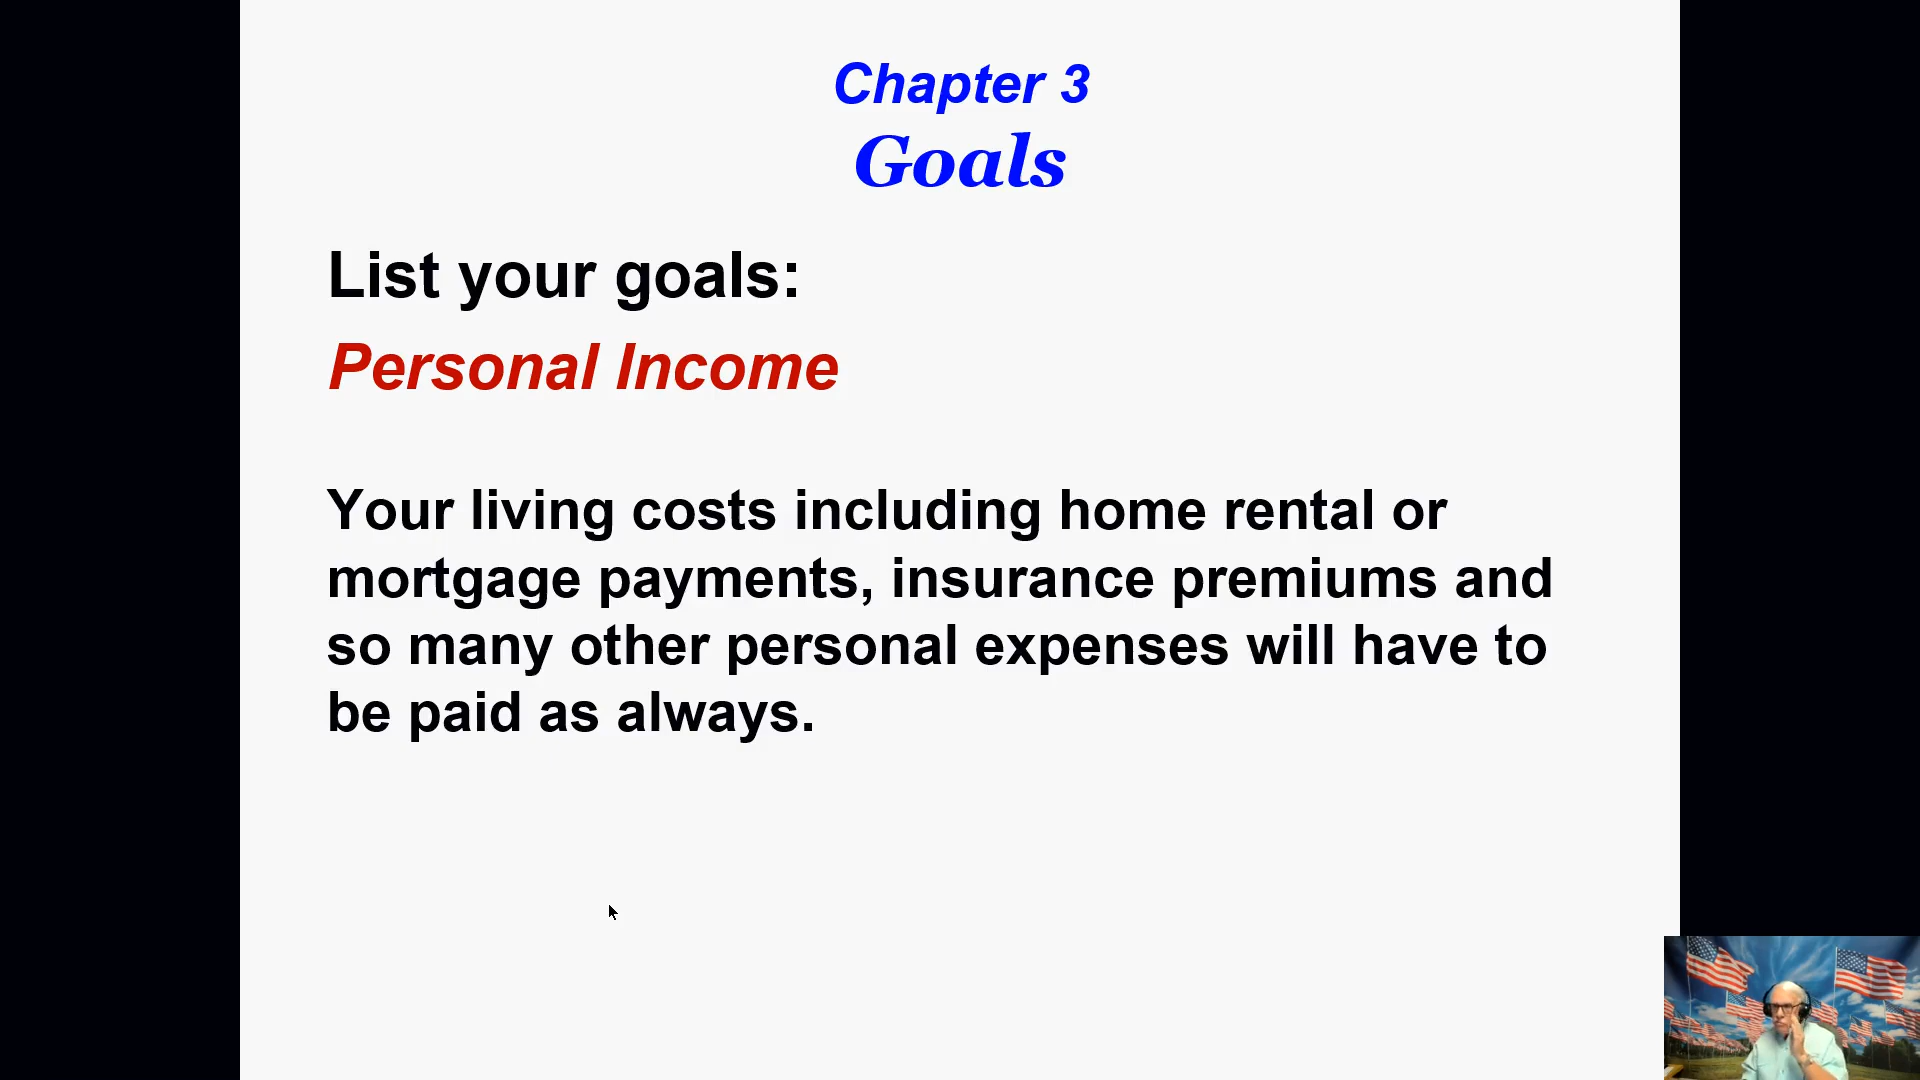 Chapter 3
Goals
List your goals:
Personal Income
Your living costs including home rental or
mortgage payments, insurance premiums and
so many other personal expenses will have to
be paid as always.